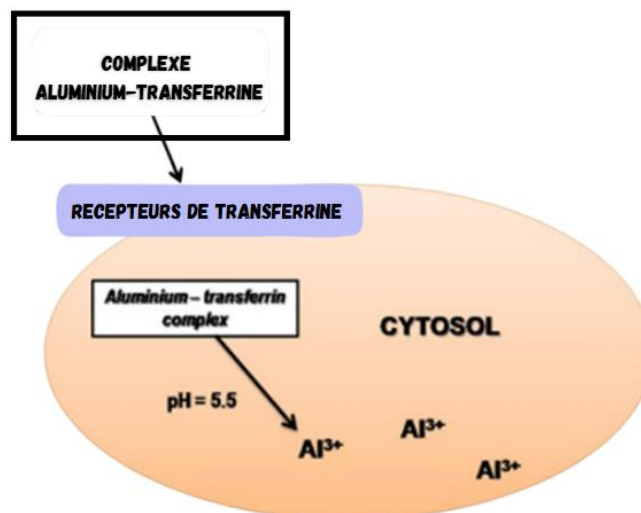 COMPLEXE
ALUMINIUM-TRANSFERRINE
RECEPTEURS DE TRANSFERRINE
Aluminium – transferrin
complex
CYTOSOL
pH = 5.5
Al³⁺
Al³⁺
Al³⁺